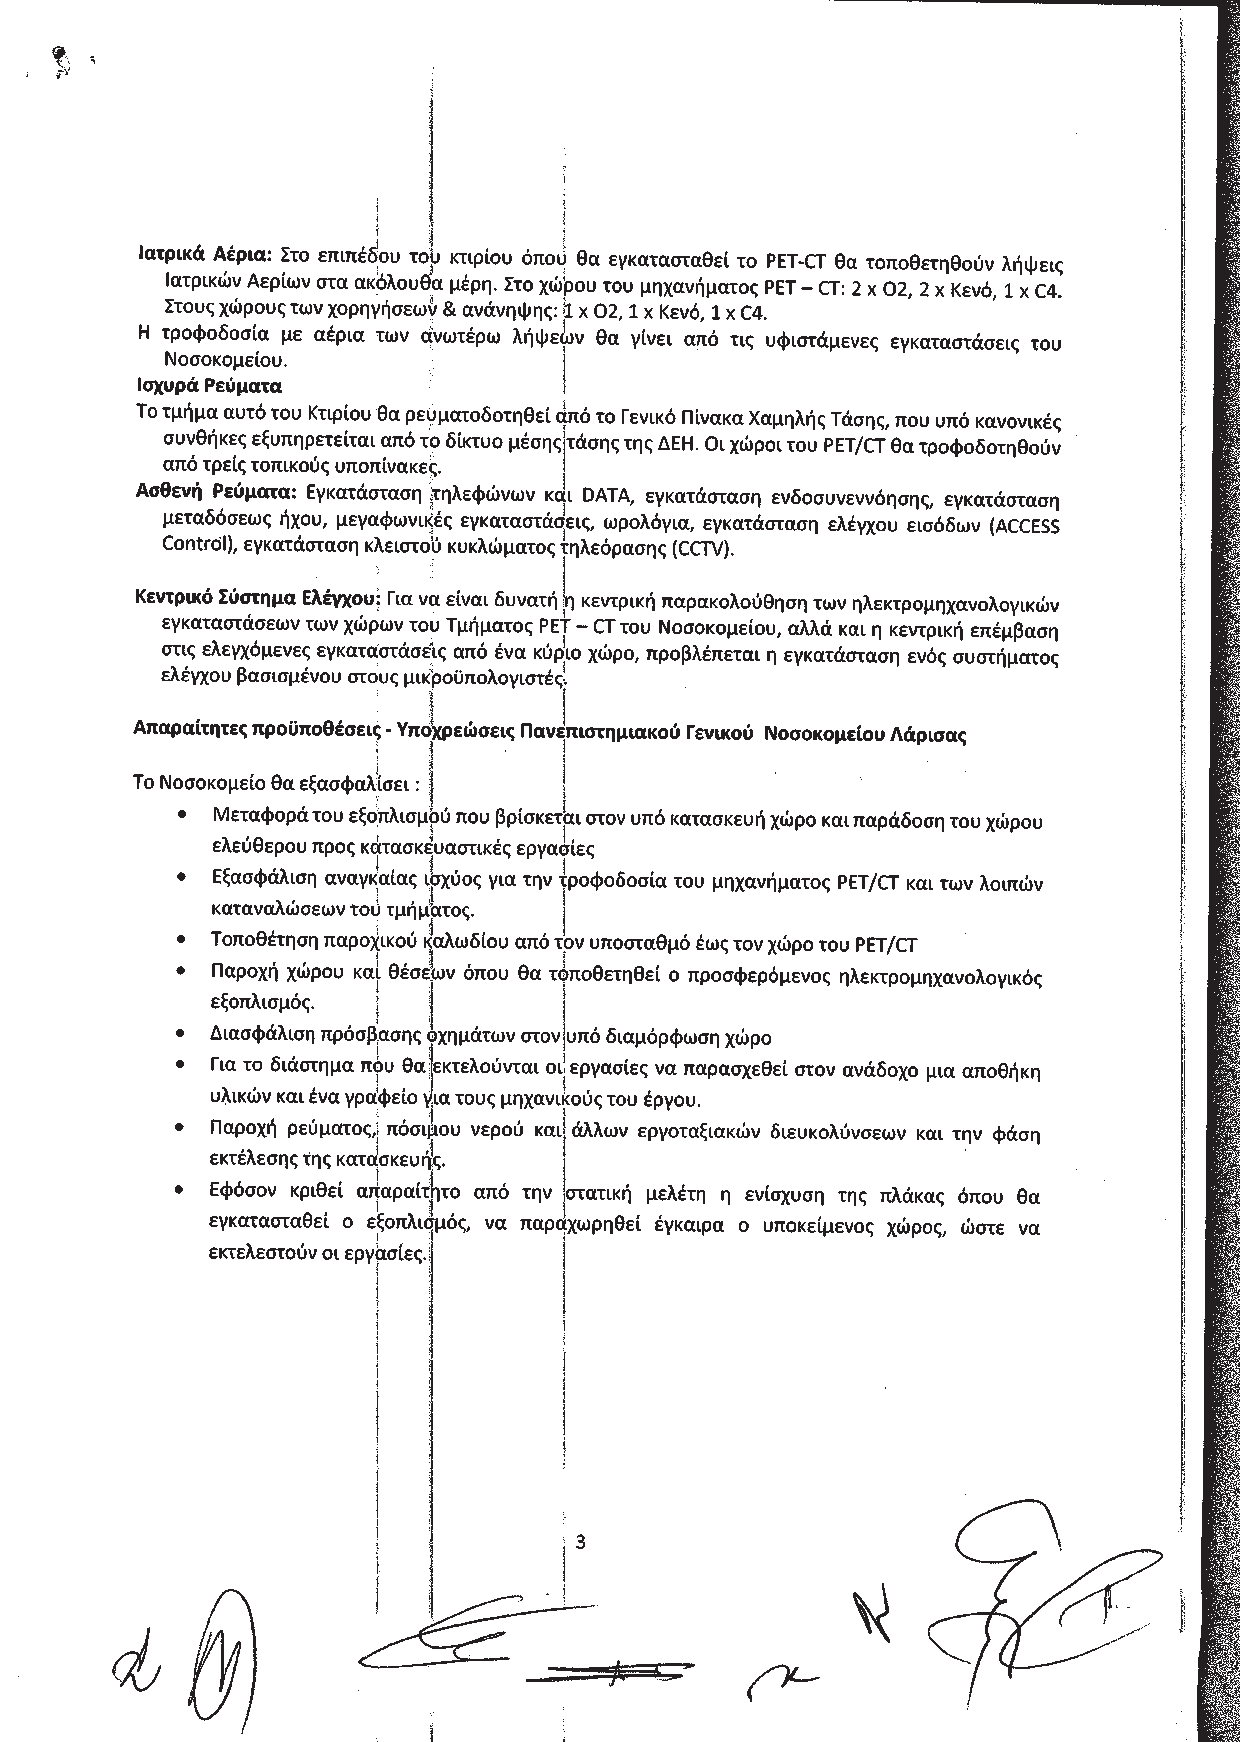 Ιατρικά Αέρια: Στο επιπέδου του κτιρίου όπου θα εγκατασταθεί το PET-CT θα τοποθετηθούν λήψεις
Ιατρικών Αερίων στα ακόλουθα μέρη. Στο χώρου του μηχανήματος PET – CT: 2 x O2, 2 x Κενό, 1 x C4.
Στους χώρους των χορηγήσεων & ανάνηψης: 1 x O2, 1 x Κενό, 1 x C4.
Η τροφοδοσία με αέρια των ανωτέρω λήψεων θα γίνει από τις υφιστάμενες εγκαταστάσεις του
Νοσοκομείου.
Ισχυρά Ρεύματα
Το τμήμα αυτό του Κτιρίου θα ρευματοδοτηθεί από το Γενικό Πίνακα Χαμηλής Τάσης, που υπό κανονικές
συνθήκες εξυπηρετείται από το δίκτυο μέσης τάσης της ΔΕΗ. Οι χώροι του PET/CT θα τροφοδοτηθούν
από τρείς τοπικούς υποπίνακες.
Ασθενή Ρεύματα: Εγκατάσταση τηλεφώνων και DATA, εγκατάσταση ενδοσυνεννόησης, εγκατάσταση
μεταδόσεως ήχου, μεγαφωνικές εγκαταστάσεις, ωρολόγια, εγκατάσταση ελέγχου εισόδων (ACCESS
Control), εγκατάσταση κλειστού κυκλώματος τηλεόρασης (CCTV).
Κεντρικό Σύστημα Ελέγχου: Για να είναι δυνατή η κεντρική παρακολούθηση των ηλεκτρομηχανολογικών
εγκαταστάσεων των χώρων του Τμήματος PET – CT του Νοσοκομείου, αλλά και η κεντρική επέμβαση
στις ελεγχόμενες εγκαταστάσεις από ένα κύριο χώρο, προβλέπεται η εγκατάσταση ενός συστήματος
ελέγχου βασισμένου στους μικροϋπολογιστές.
Απαραίτητες προϋποθέσεις - Υποχρεώσεις Πανεπιστημιακού Γενικού Νοσοκομείου Λάρισας
Το Νοσοκομείο θα εξασφαλίσει :
• Μεταφορά του εξοπλισμού που βρίσκεται στον υπό κατασκευή χώρο και παράδοση του χώρου
ελεύθερου προς κατασκευαστικές εργασίες
• Εξασφάλιση αναγκαίας ισχύος για την τροφοδοσία του μηχανήματος PET/CT και των λοιπών
καταναλώσεων του τμήματος.
• Τοποθέτηση παροχικού καλωδίου από τον υποσταθμό έως τον χώρο του PET/CT
• Παροχή χώρου και θέσεων όπου θα τοποθετηθεί ο προσφερόμενος ηλεκτρομηχανολογικός
εξοπλισμός.
• Διασφάλιση πρόσβασης οχημάτων στον υπό διαμόρφωση χώρο
• Για το διάστημα που θα εκτελούνται οι εργασίες να παρασχεθεί στον ανάδοχο μια αποθήκη
υλικών και ένα γραφείο για τους μηχανικούς του έργου.
• Παροχή ρεύματος, πόσιμου νερού και άλλων εργοταξιακών διευκολύνσεων και την φάση
εκτέλεσης της κατασκευής.
• Εφόσον κριθεί απαραίτητο από την στατική μελέτη η ενίσχυση της πλάκας όπου θα
εγκατασταθεί ο εξοπλισμός, να παραχωρηθεί έγκαιρα ο υποκείμενος χώρος, ώστε να
εκτελεστούν οι εργασίες.
3